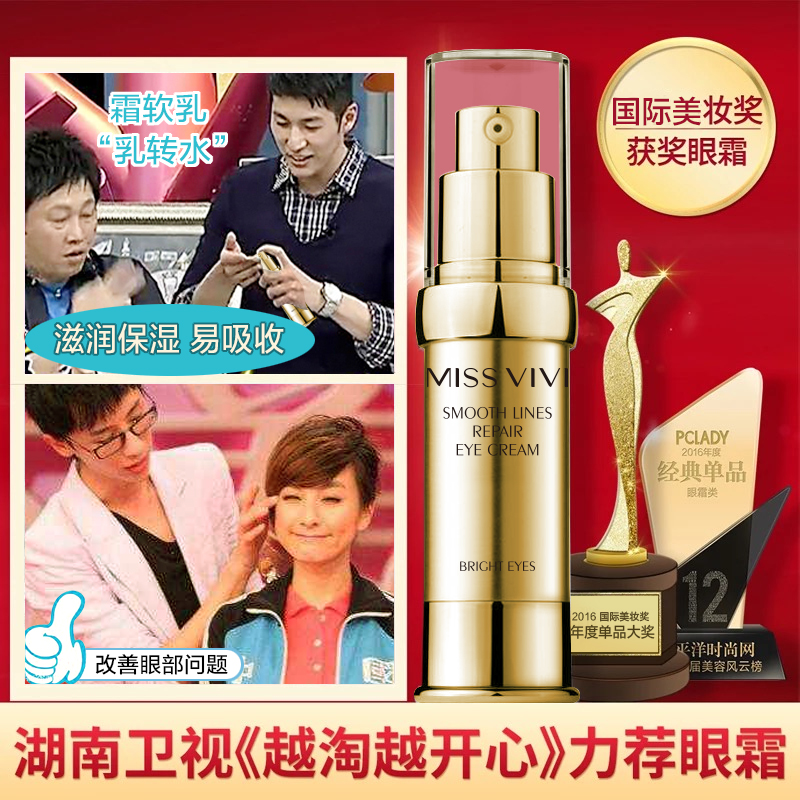 霜软乳
“乳转水”
滋润保湿 易吸收
改善眼部问题
MISS VIVI
SMOOTH LINES
REPAIR
EYE CREAM
BRIGHT EYES
国际美妆奖
获奖眼霜
PCLADY
2016年度
经典单品
眼霜类
12
2016 国际美妆奖
年度单品大奖
平洋时尚网
届美容风云榜
湖南卫视《越淘越开心》力荐眼霜